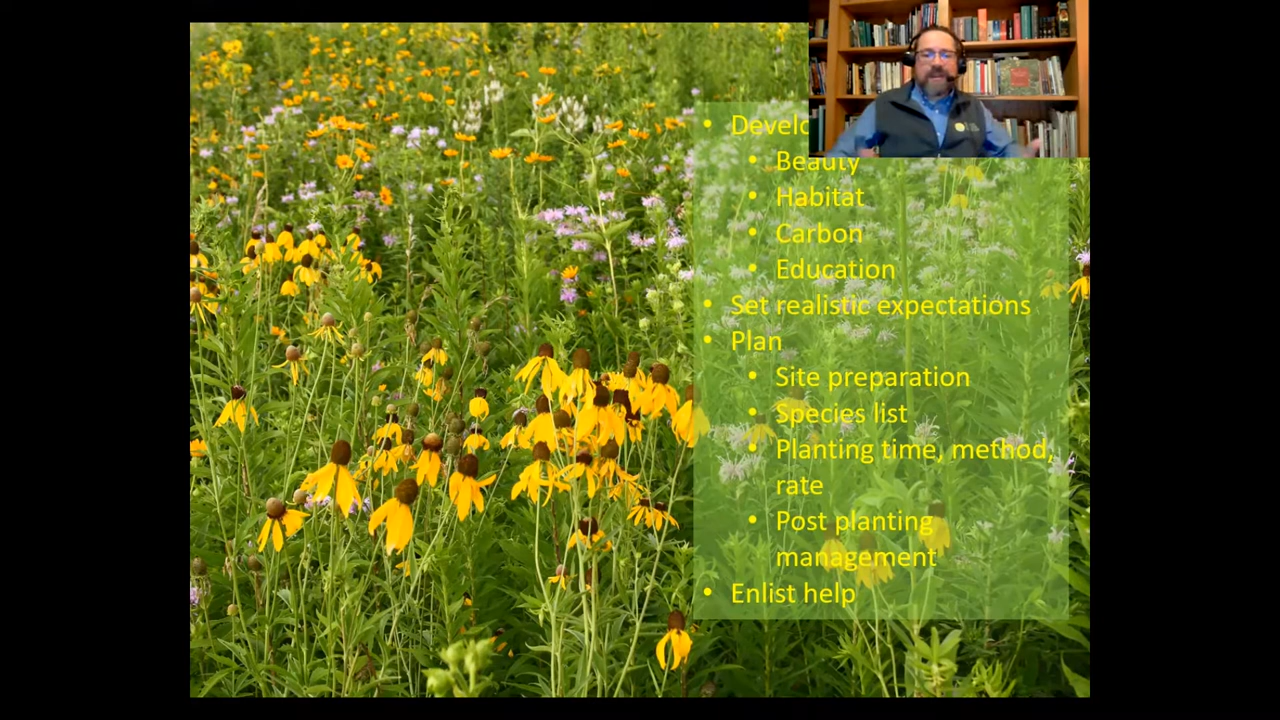 • Beauty
• Habitat
• Carbon
• Education
• Set realistic expectations
• Plan
• Site preparation
• Species list
• Planting time, method,
rate
• Post planting
management
• Enlist help